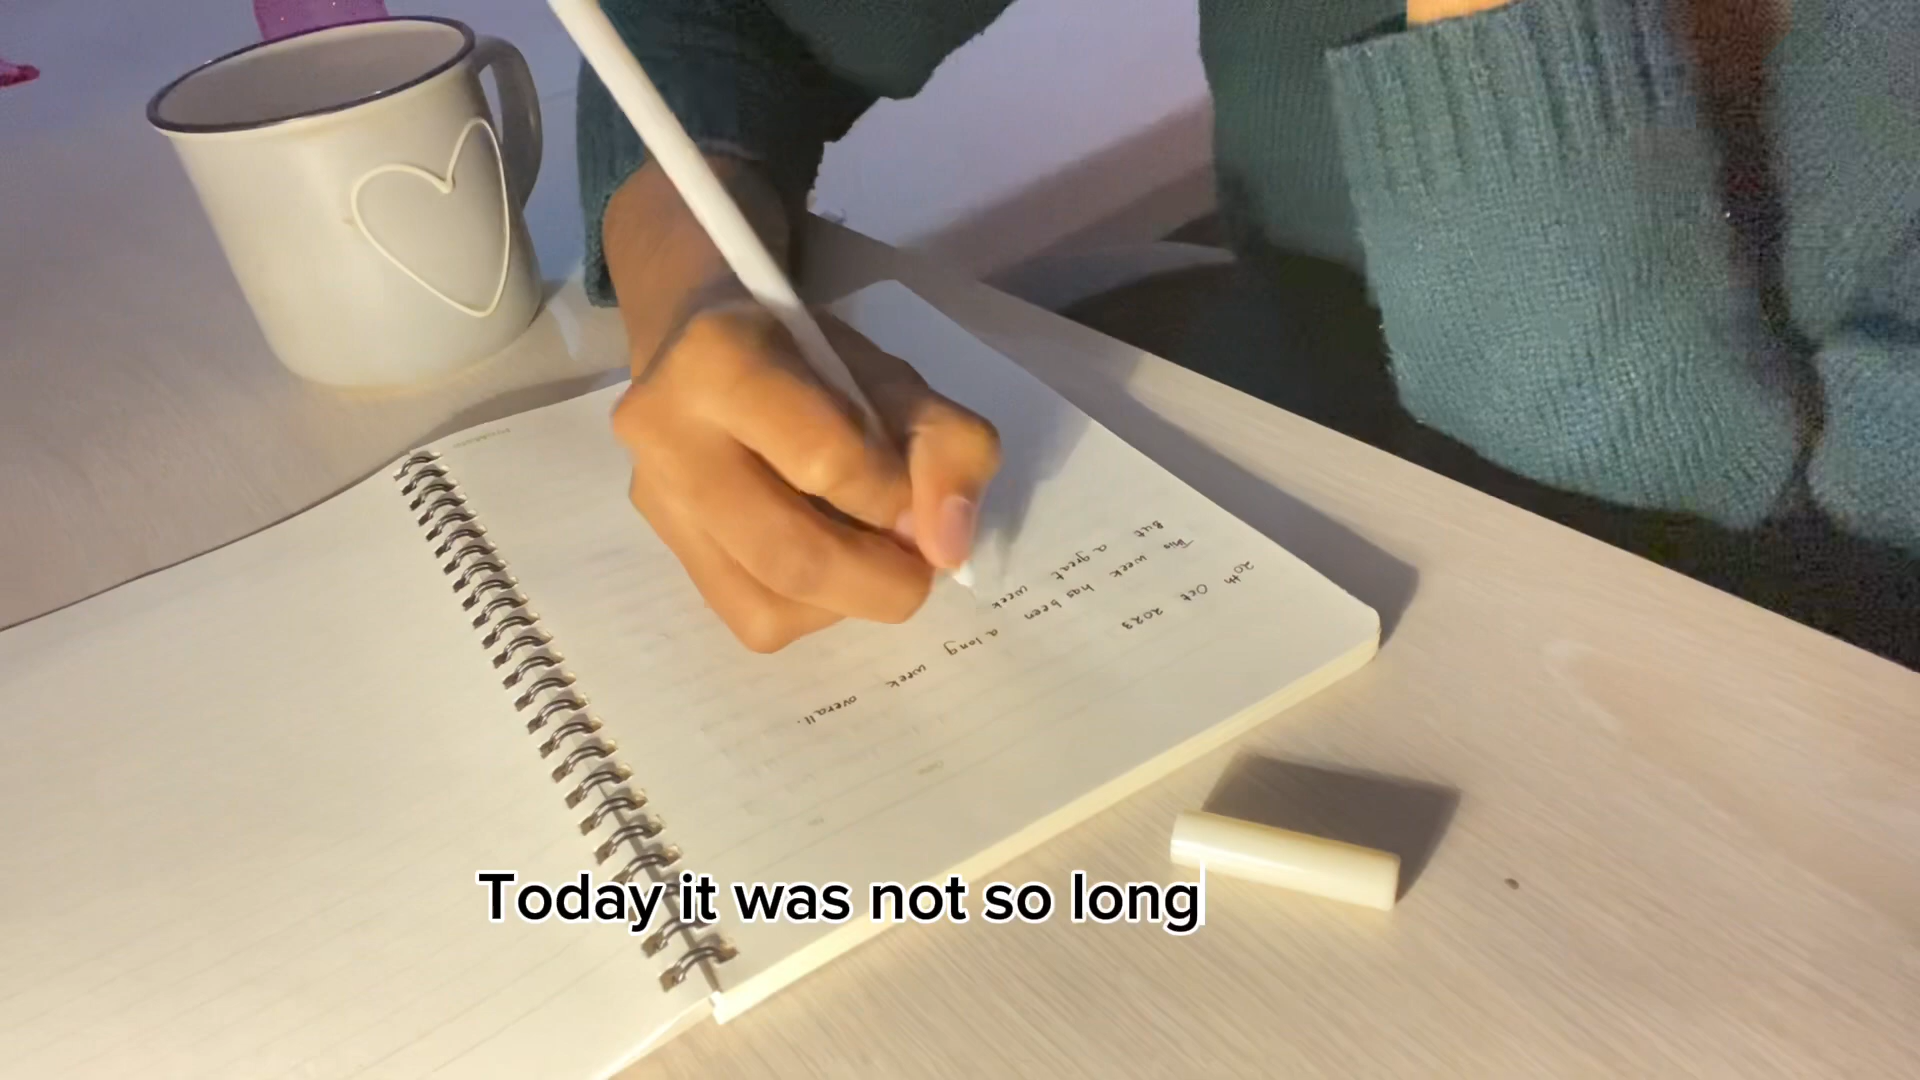 20th Oct 2023
This week has been a long week overall.
But a great week
Today it was not so long